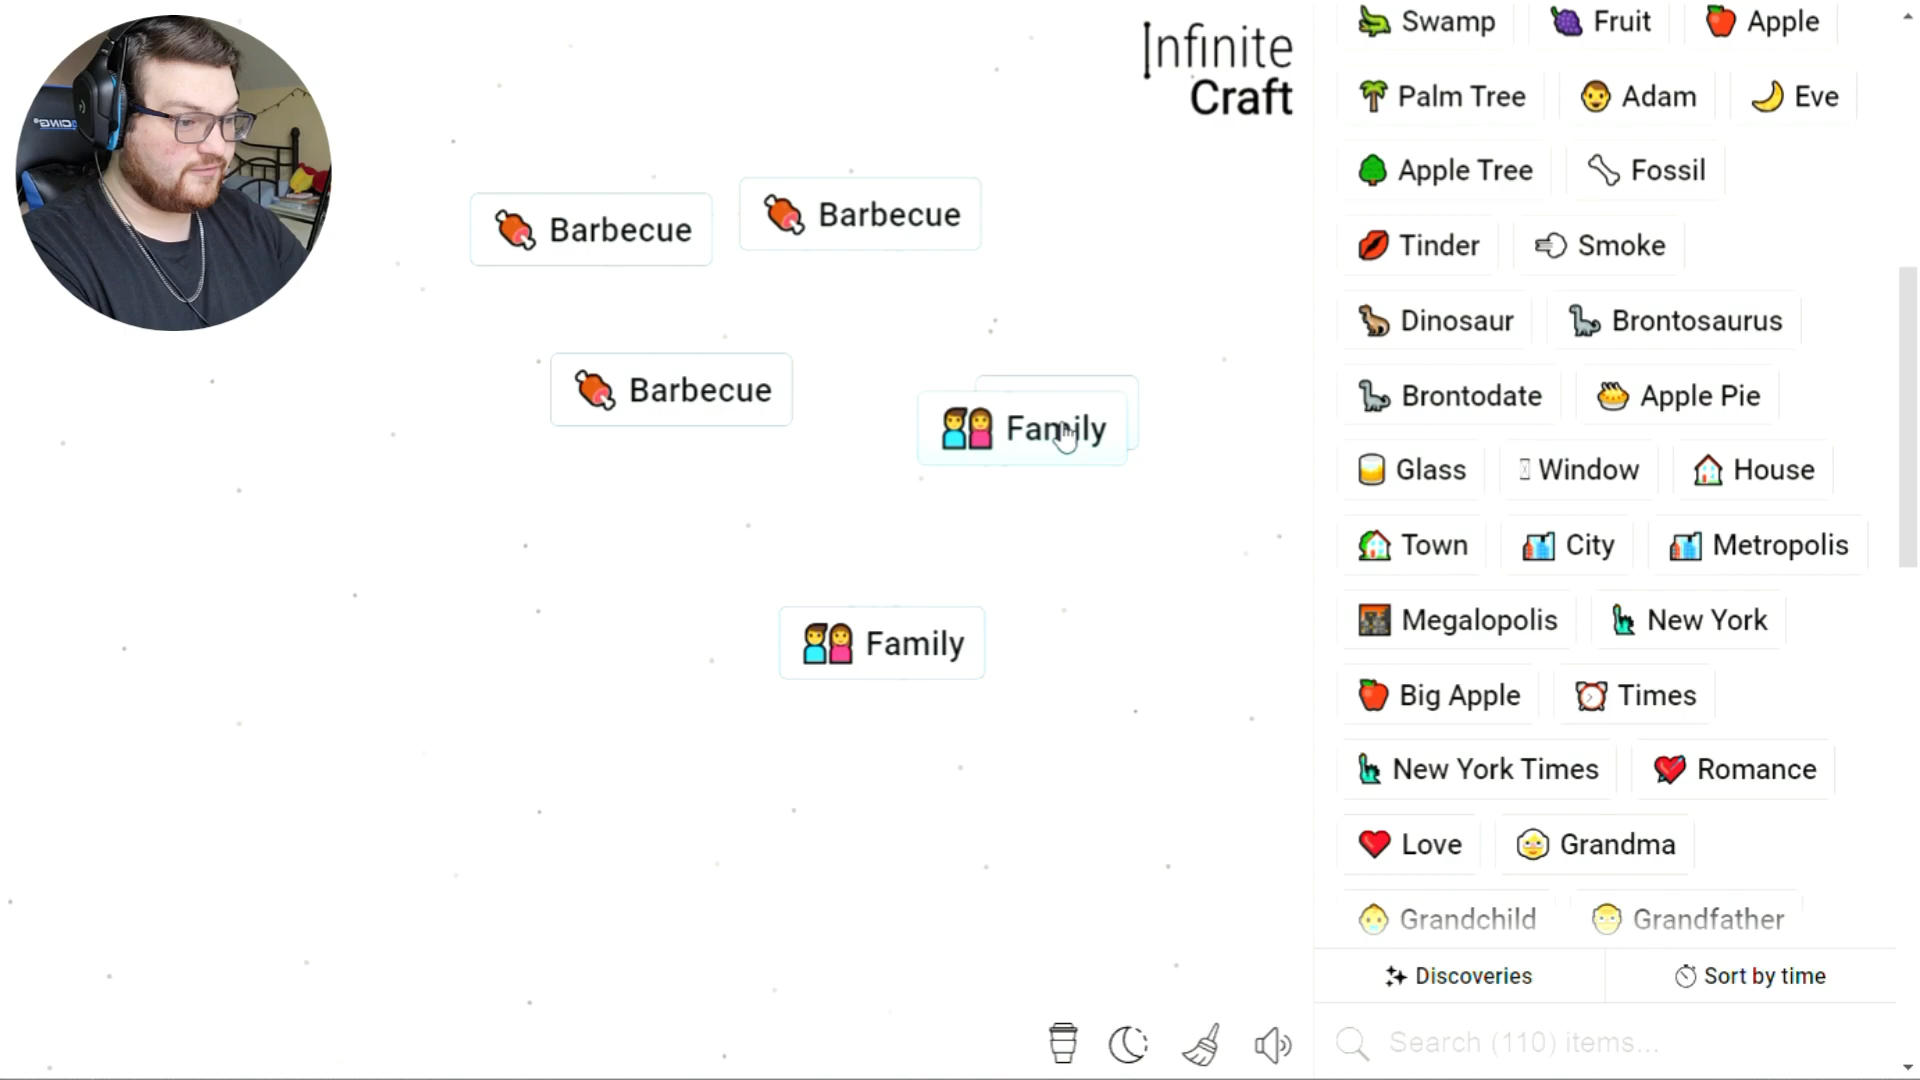 Infinite
Craft
Barbecue
Barbecue
Barbecue
Family
Family
Swamp Fruit Apple
Palm Tree Adam Eve
Apple Tree Fossil
Tinder Smoke
Dinosaur Brontosaurus
Brontodate Apple Pie
Glass Window House
Town City Metropolis
Megalopolis New York
Big Apple Times
New York Times Romance
Love Grandma
Grandchild Grandfather
Discoveries Sort by time
Search (110) items...